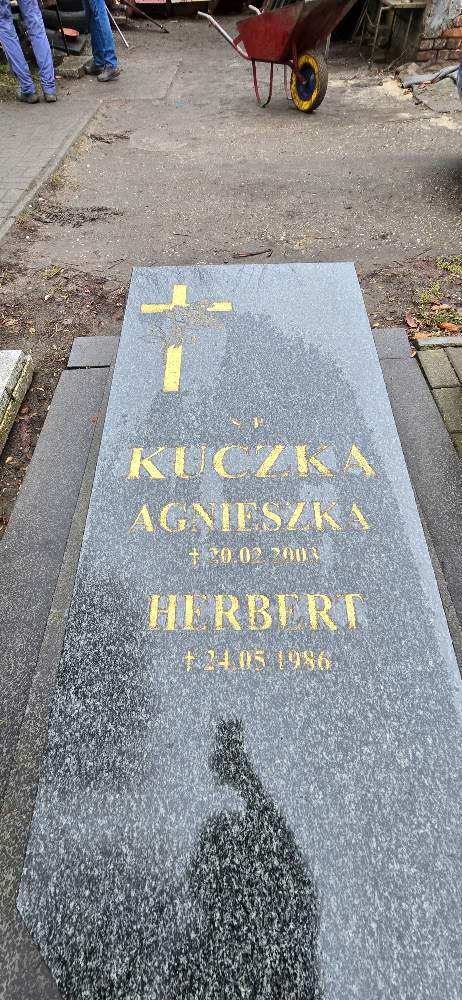 Ś. P.
KUCZKA
AGNIESZKA
† 20.02.2003
HERBERT
† 24.05.1986